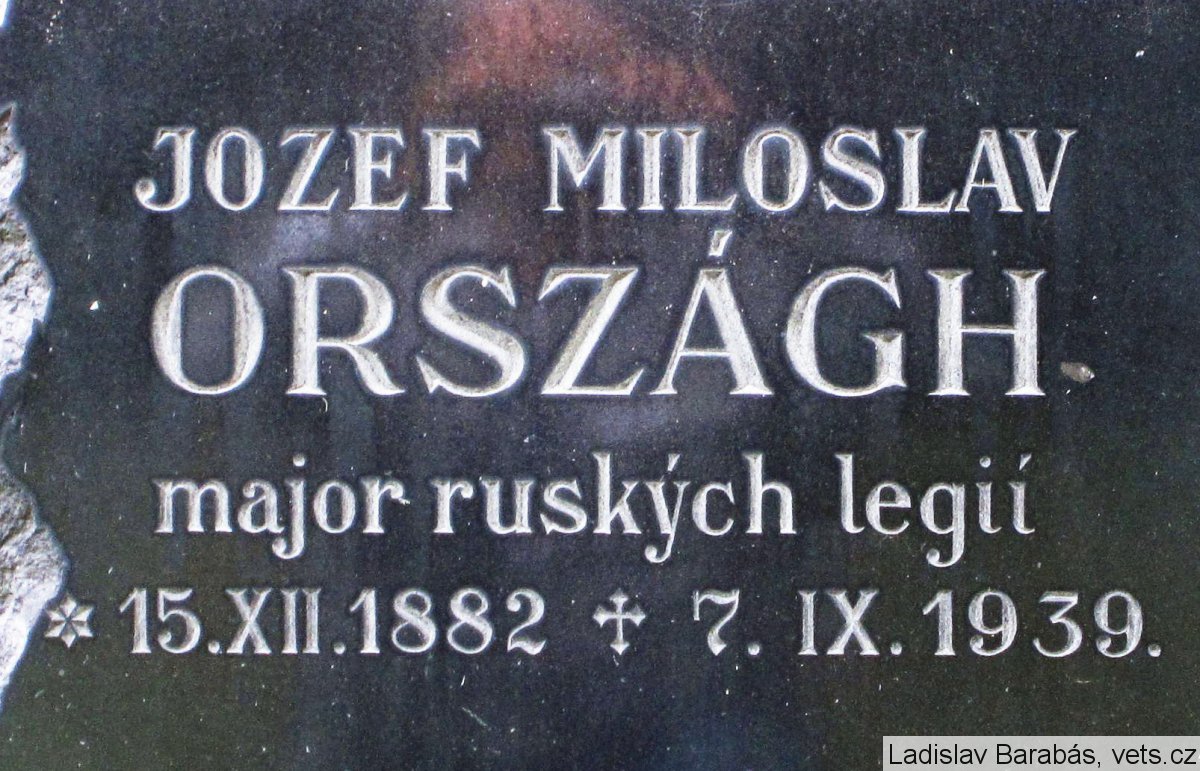 JOZEF MILOSLAV
ORSZÁGH
major ruských legií
* 15.XII.1882 ✝ 7. IX. 1939.
Ladislav Barabás, vets.cz